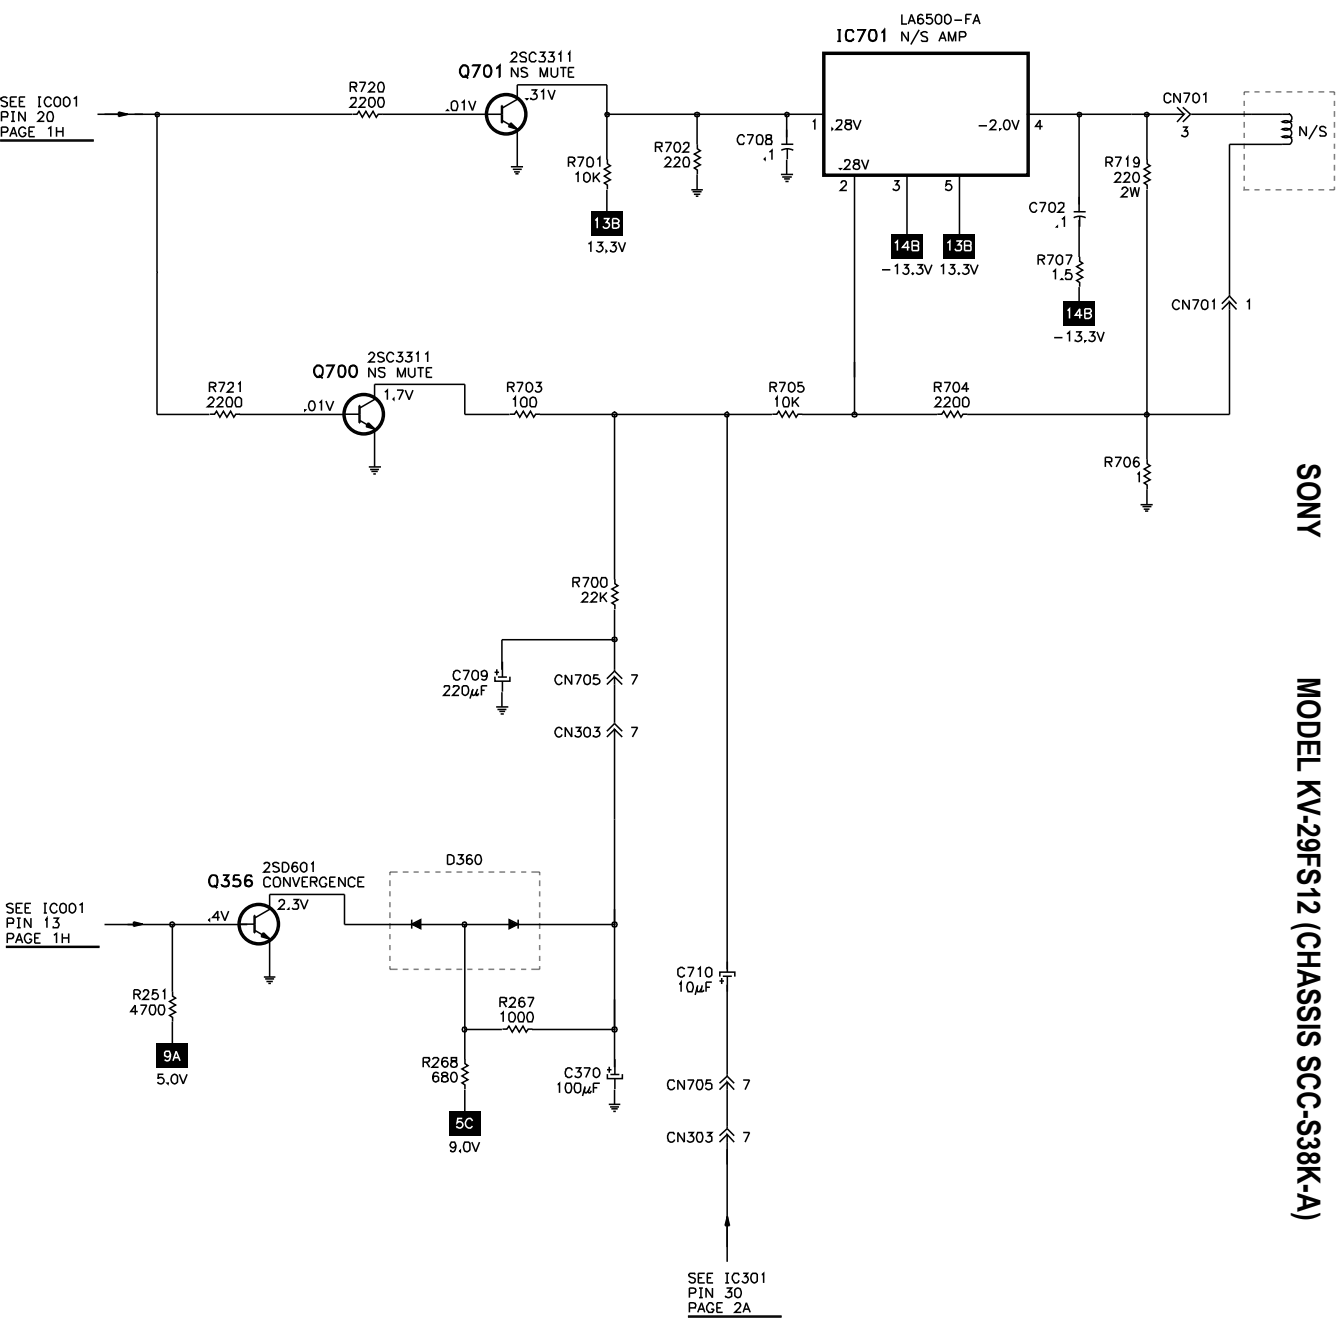 LA6500-FA
IC701 N/S AMP
2SC3311
Q701 NS MUTE
.31V
.01V
R720
2200
SEE IC001
PIN 20
PAGE 1H
R701
10K
13B
13.3V
R702
220
C708
.1
1
.28V
-2.0V
4
.28V
2
3
5
14B
-13.3V
13B
13.3V
CN701
3
N/S
R719
220
2W
C702
.1
R707
1.5
14B
-13.3V
CN701
1
2SC3311
Q700 NS MUTE
1.7V
.01V
R721
2200
R703
100
R705
10K
R704
2200
R706
1
SONY
R700
22K
C709
+
220µF
CN705
7
CN303
7
MODEL KV-29FS12 (CHASSIS SCC-S38K-A)
2SD601
Q356 CONVERGENCE
2.3V
.4V
D360
SEE IC001
PIN 13
PAGE 1H
R251
4700
9A
5.0V
R267
1000
R268
680
5C
9.0V
C370
+
100µF
C710
10µF
+
CN705
7
CN303
7
SEE IC301
PIN 30
PAGE 2A